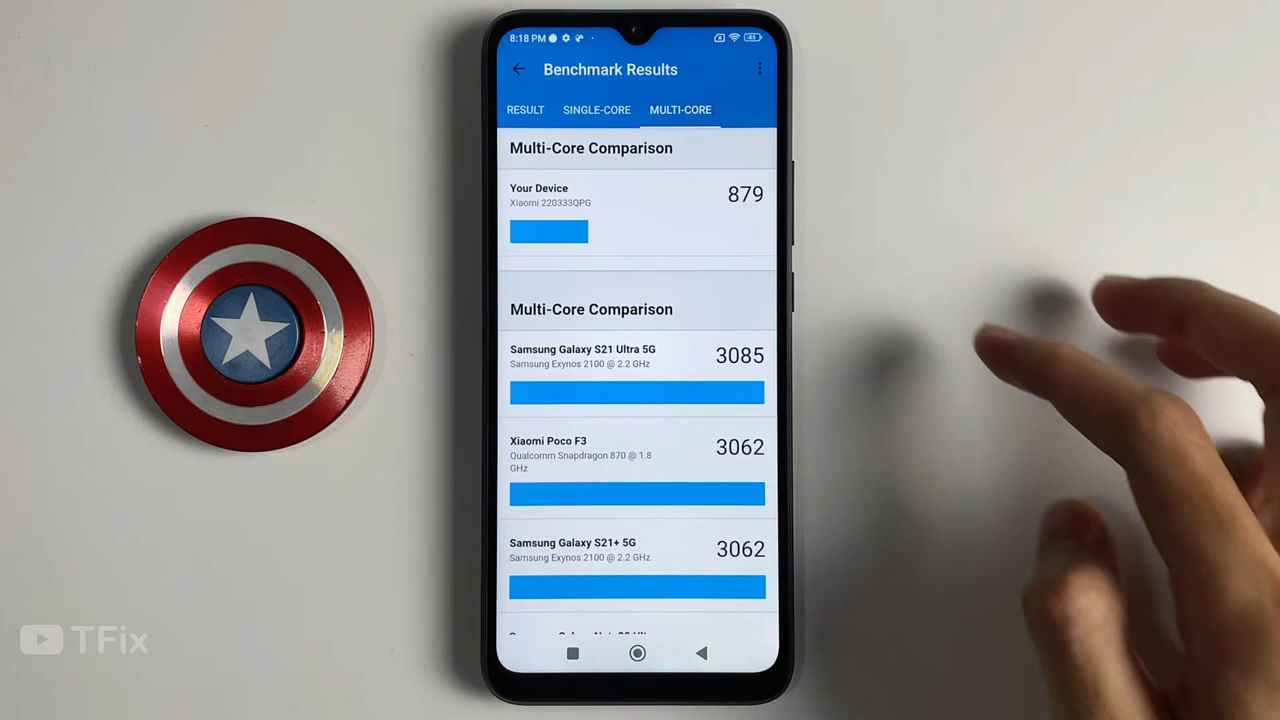 8:18 PM
45
Benchmark Results
RESULT SINGLE-CORE MULTI-CORE
Multi-Core Comparison
Your Device
879
Xiaomi 220333QPG
Multi-Core Comparison
Samsung Galaxy S21 Ultra 5G
3085
Samsung Exynos 2100 @ 2.2 GHz
Xiaomi Poco F3
3062
Qualcomm Snapdragon 870 @ 1.8
GHz
Samsung Galaxy S21+ 5G
3062
Samsung Exynos 2100 @ 2.2 GHz
TFix